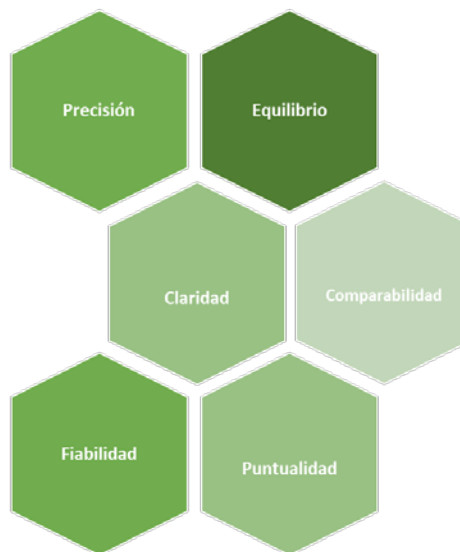 Precisión
Equilibrio
Claridad
Comparabilidad
Fiabilidad
Puntualidad